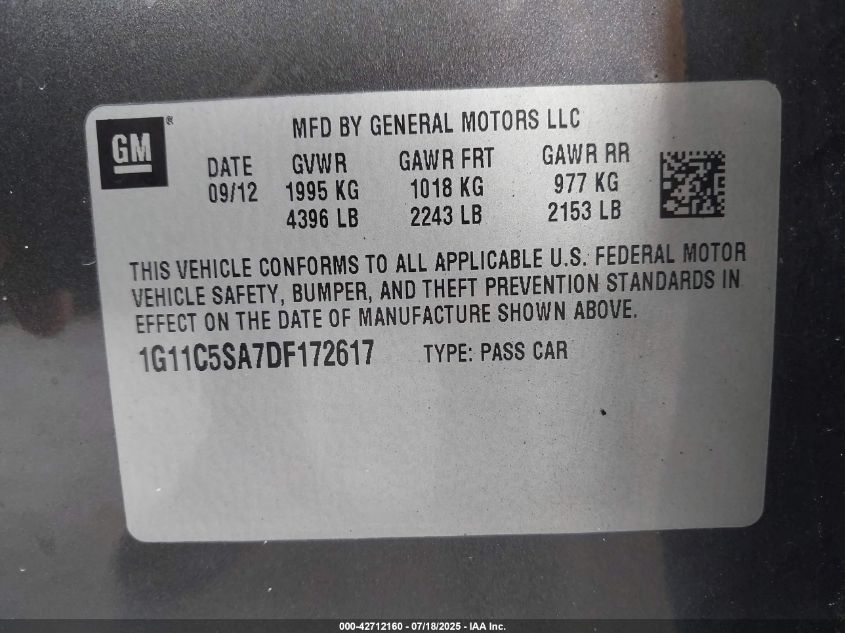 GM®
MFD BY GENERAL MOTORS LLC
DATE GVWR GAWR FRT GAWR RR
09/12 1995 KG 1018 KG 977 KG
4396 LB 2243 LB 2153 LB
THIS VEHICLE CONFORMS TO ALL APPLICABLE U.S. FEDERAL MOTOR
VEHICLE SAFETY, BUMPER, AND THEFT PREVENTION STANDARDS IN
EFFECT ON THE DATE OF MANUFACTURE SHOWN ABOVE.
1G11C5SA7DF172617 TYPE: PASS CAR
000-42712160 - 07/18/2025 - IAA Inc.